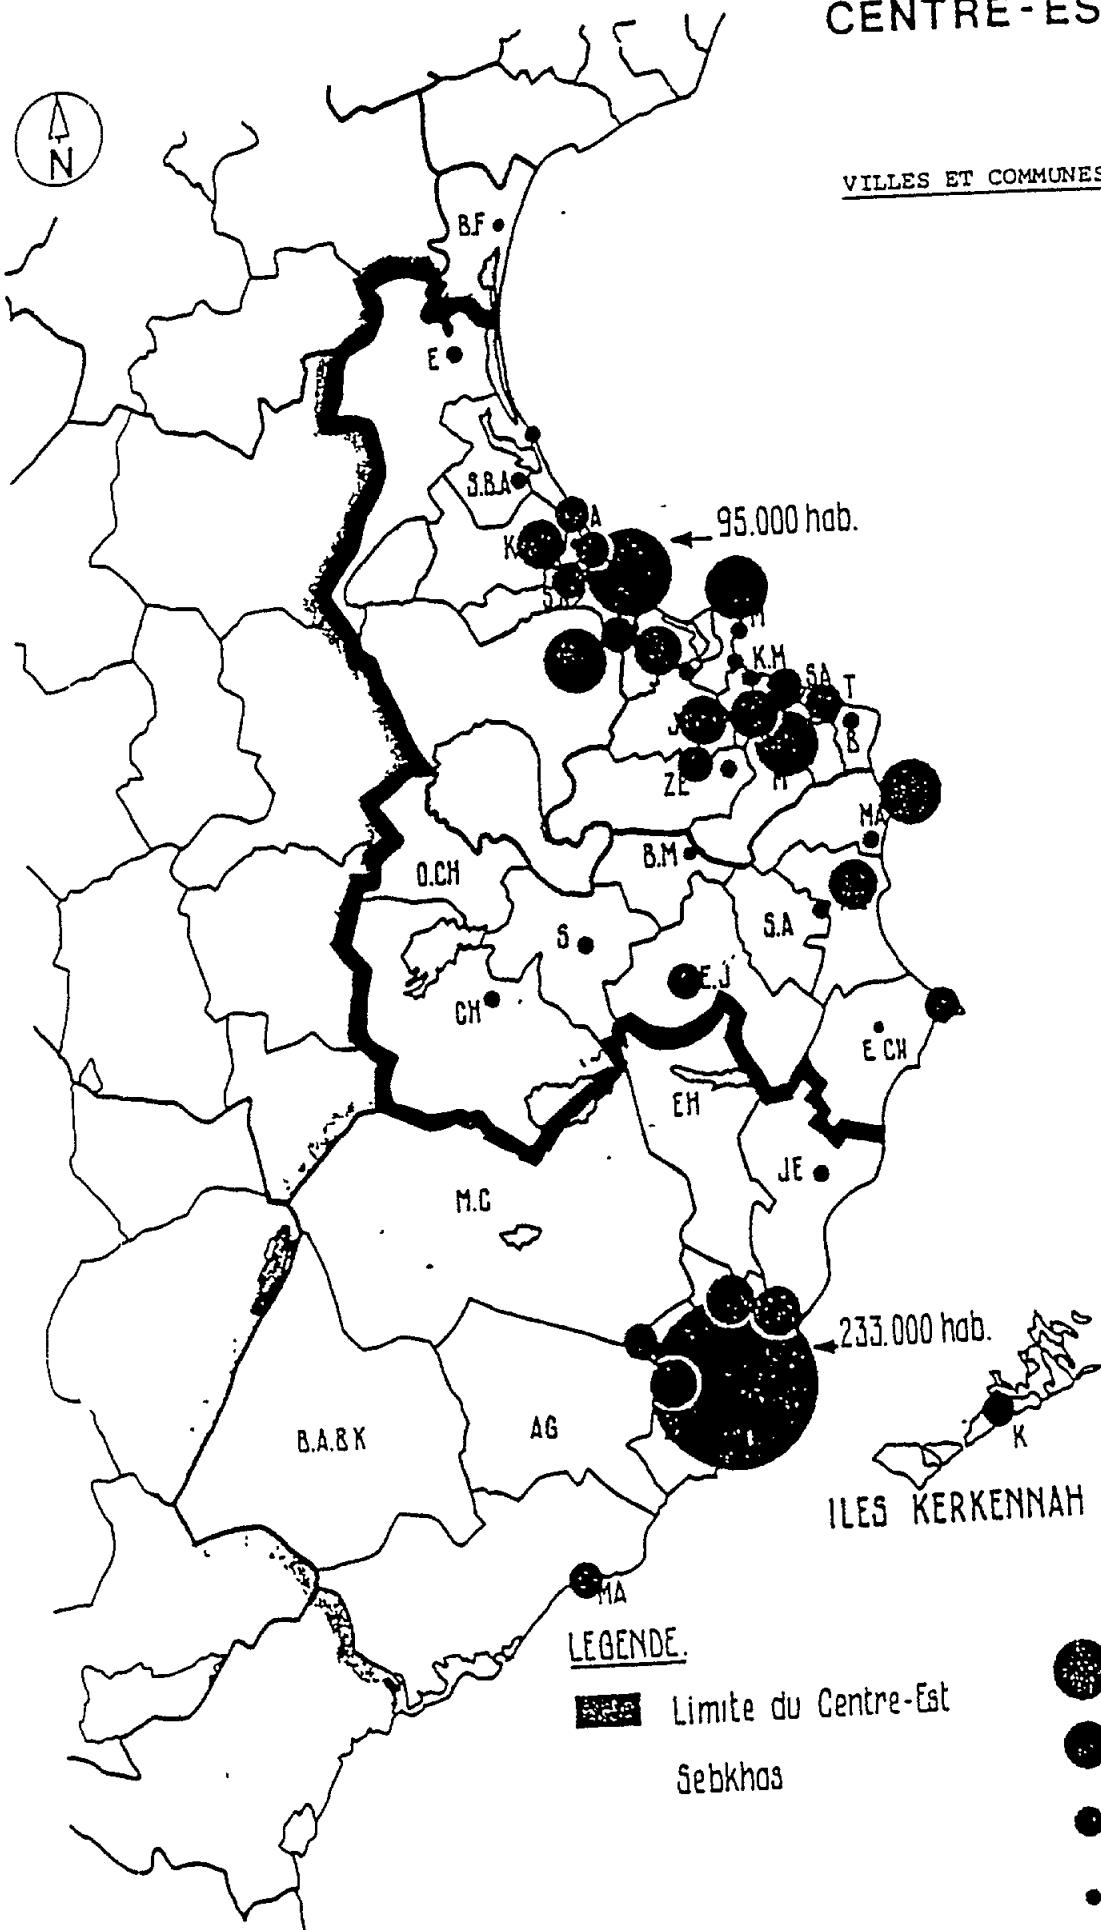 CENTRE-ES
N
VILLES ET COMMUNES
B.F
E
S.B.A
A
K
95.000 hab.
K.M
S.A
T
B
J
M
ZE
MA
B.M
O.CH
S.A
S
E.J
CH
E CH
EH
JE
M.C
233.000 hab.
B.A.B K
AG
K
ILES KERKENNAH
MA
LEGENDE.
Limite du Centre-Est
Sebkhas